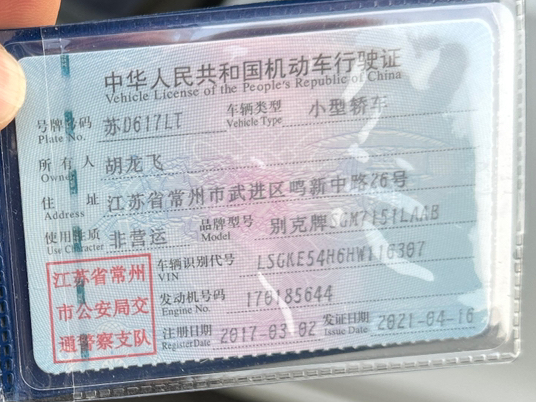 中华人民共和国机动车行驶证
Vehicle License of the People's Republic of China
号牌号码 苏D617LT 车辆类型 小型轿车
Plate No. Vehicle Type
所有人 胡龙飞
Owner
住址 江苏省常州市武进区鸣新中路26号
Address
使用性质 非营运 品牌型号 别克牌SGM7151LAAB
Use Character Model
江苏省常州
市公安局交
通警察支队
车辆识别代号 LSGKE54H6HW116387
VIN
发动机号码 170185644
Engine No.
注册日期 2017-03-02 发证日期 2021-04-16
Register Date Issue Date